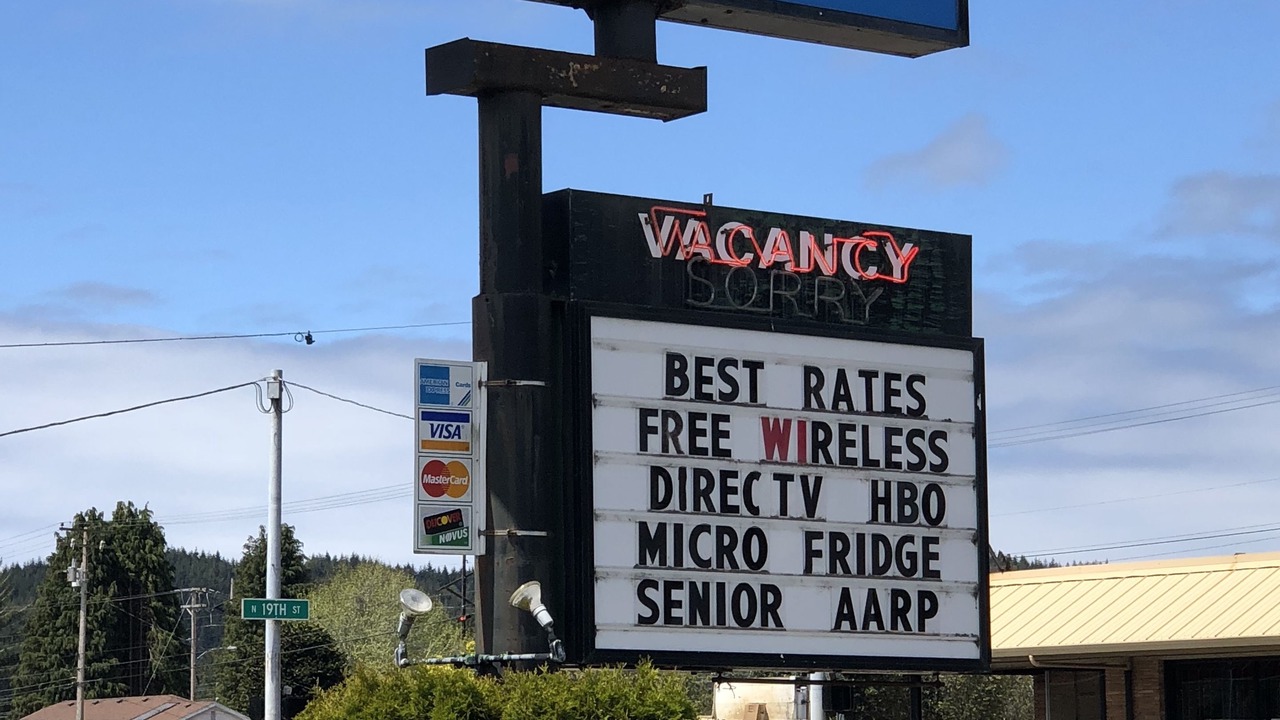 VACANCY
SORRY
BEST RATES
FREE WIRELESS
DIRECTV HBO
MICRO FRIDGE
SENIOR AARP
AMERICAN EXPRESS Cards
VISA
MasterCard
DISCOVER
NOVUS
N 19TH ST